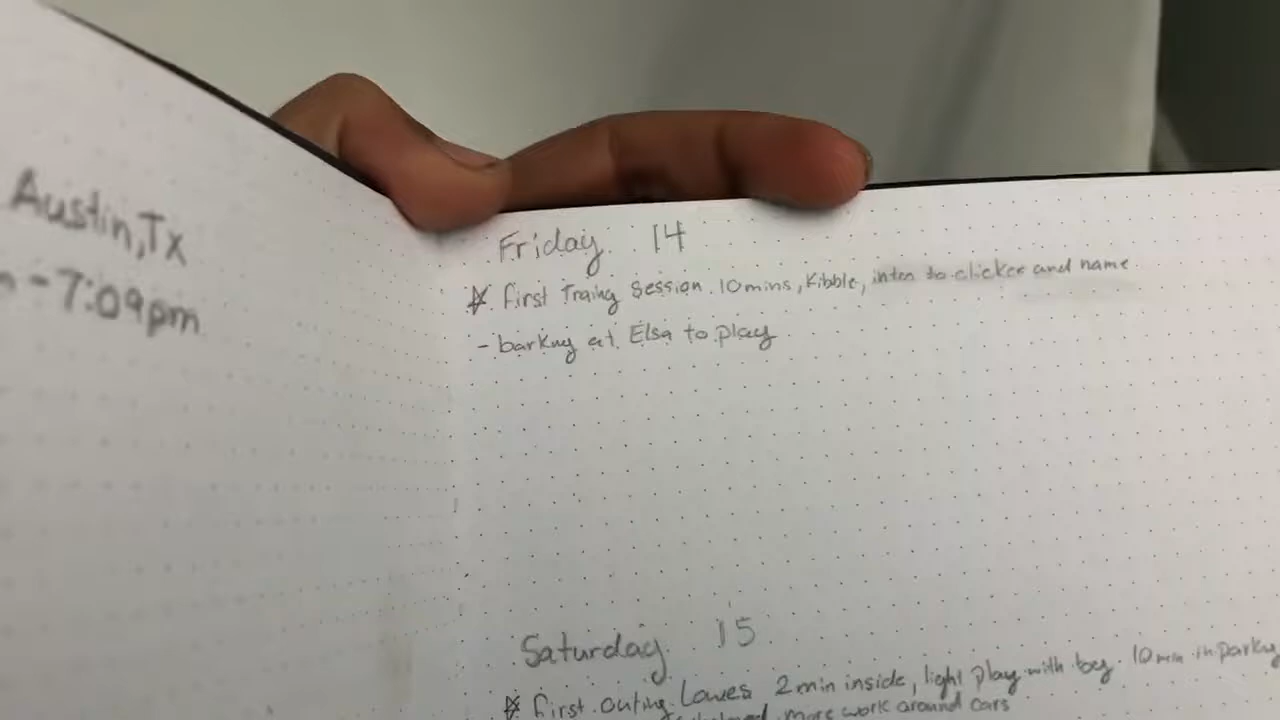 Austin, Tx
- 7:09pm
Friday 14
First Traing Session 10mins, Kibble, intro to clicker and name
- barking at Elsa to play
Saturday 15
First outing Lowes 2min inside, light play with toy 10min in parking
more work around cars